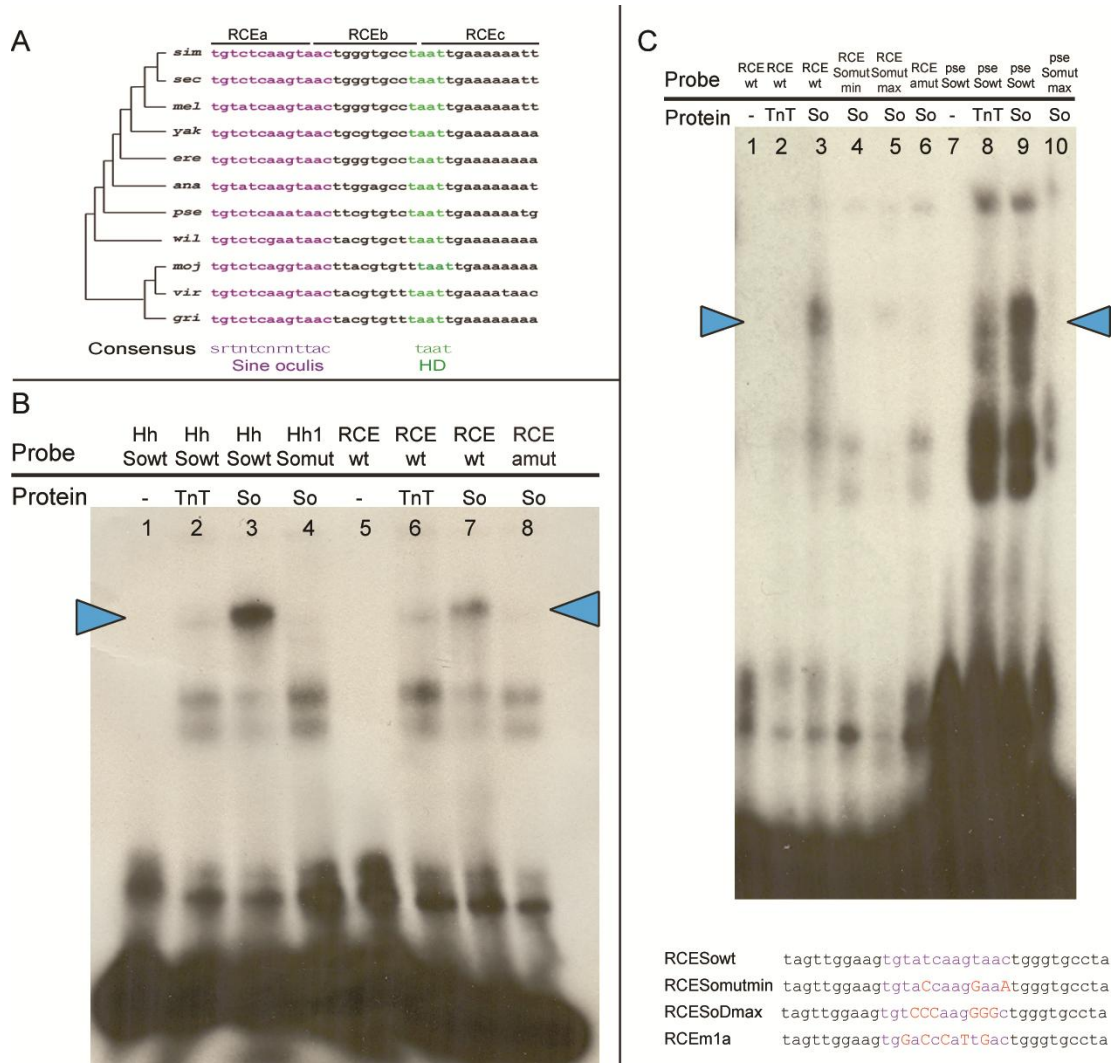 A
RCEa RCEb RCEc
sim tgtctcaagtaactgggtgcctaattgaaaaaatt
sec tgtctcaagtaactgggtgcctaattgaaaaaatt
mel tgtatcaagtaactgggtgcctaattgaaaaaatt
yak tgtctcaagtaactgcgtgcctaattgaaaaaaaa
ere tgtctcaagtaactgggtgcctaattgaaaaaaaa
ana tgtatcaagtaacttggagcctaattgaaaaaaat
pse tgtctcaaataacttcgtgtctaattgaaaaaatg
wil tgtctcgaataactacgtgcttaattgaaaaaaaa
moj tgtctcaggtaacttacgtgttttaattgaaaaaaa
vir tgtctcaagtaactacgtgttttaattgaaaataac
gri tgtctcaagtaactacgtgttttaattgaaaaaaaa
Consensus srtntcnrnttac taat
Sine oculis HD
B
Probe Hh Sowt Hh Sowt Hh Sowt Hh1 Somut RCE wt RCE wt RCE wt RCE amut
Protein - TnT So So - TnT So So
1 2 3 4 5 6 7 8
C
Probe RCE wt RCE wt RCE wt RCE Somut min RCE Somut max RCE amut pse Sowt pse Sowt pse Sowt pse Somut max
Protein - TnT So So So So - TnT So So
1 2 3 4 5 6 7 8 9 10
RCESowt tagttggaagtgtatcaagtaactgggtgccta
RCESomutmin tagttggaagtgtaCcaagGaaAtgggtgccta
RCESoDmax tagttggaagtgtCCCaagGGGctgggtgccta
RCEm1a tagttggaagtgGaCcCaTtGactgggtgccta